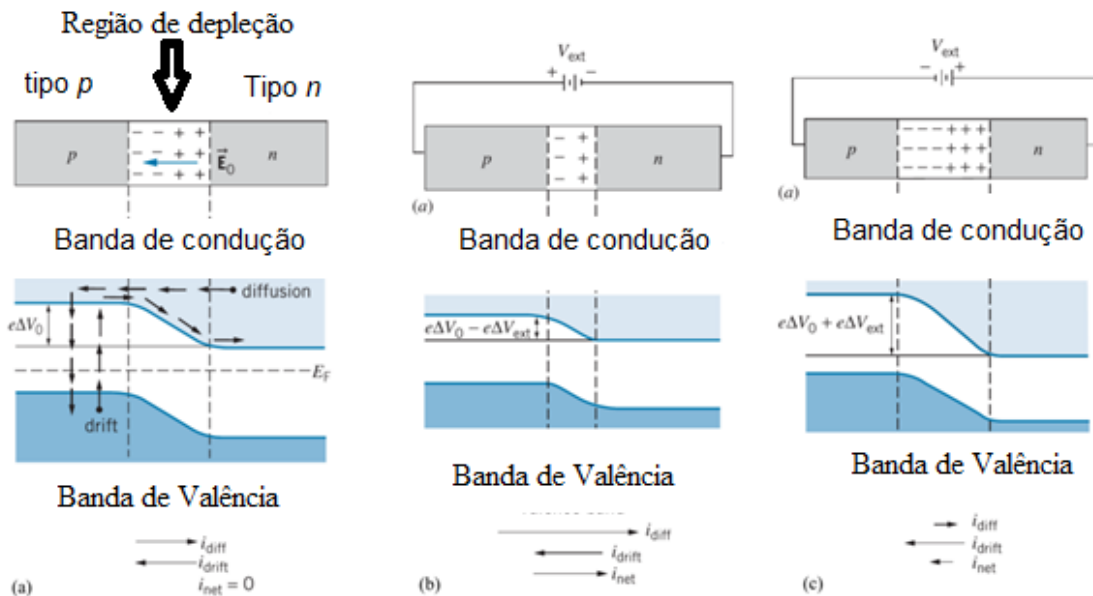 Região de depleção
tipo p
Tipo n
p
− − + +
− − + +
− − + +
E⃗0
n
Banda de condução
diffusion
eΔV0
EF
drift
Banda de Valência
idiff
idrift
inet = 0
(a)
Vext
+ −
p
− +
− +
− +
n
(a)
Banda de condução
eΔV0 − eΔVext
Banda de Valência
idiff
idrift
inet
(b)
Vext
− +
p
− − − + + +
− − − + + +
− − − + + +
n
(a)
Banda de condução
eΔV0 + eΔVext
Banda de Valência
idiff
idrift
inet
(c)